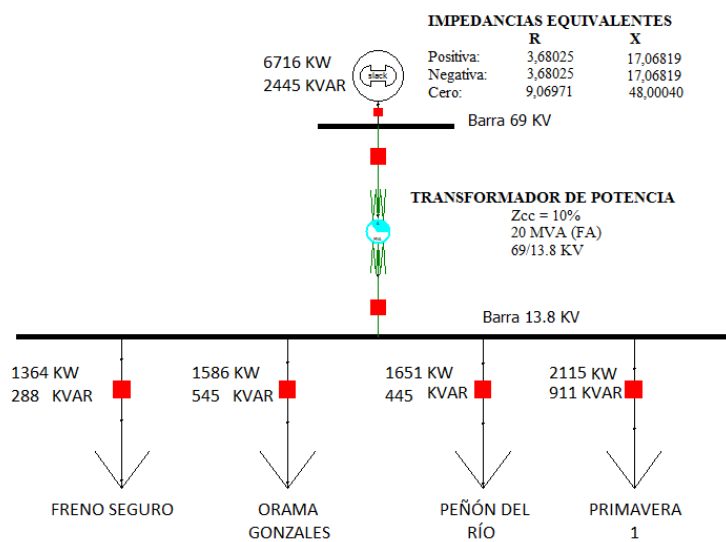 IMPEDANCIAS EQUIVALENTES
R X
Positiva: 3,68025 17,06819
Negativa: 3,68025 17,06819
Cero: 9,06971 48,00040
6716 KW
2445 KVAR
slack
Barra 69 KV
TRANSFORMADOR DE POTENCIA
Zcc = 10%
20 MVA (FA)
69/13.8 KV
Barra 13.8 KV
1364 KW
288 KVAR
1586 KW
545 KVAR
1651 KW
445 KVAR
2115 KW
911 KVAR
FRENO SEGURO
ORAMA
GONZALES
PEÑÓN DEL
RÍO
PRIMAVERA
1